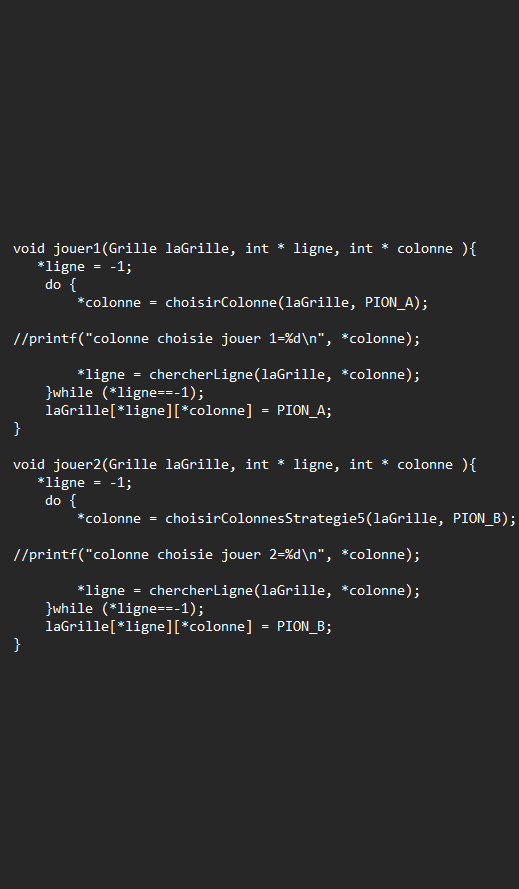 void jouer1(Grille laGrille, int * ligne, int * colonne ){
   *ligne = -1;
    do {
        *colonne = choisirColonne(laGrille, PION_A);
//printf("colonne choisie jouer 1=%d\n", *colonne);
        *ligne = chercherLigne(laGrille, *colonne);
    }while (*ligne==-1);
    laGrille[*ligne][*colonne] = PION_A;
}
void jouer2(Grille laGrille, int * ligne, int * colonne ){
   *ligne = -1;
    do {
        *colonne = choisirColonnesStrategie5(laGrille, PION_B);
//printf("colonne choisie jouer 2=%d\n", *colonne);
        *ligne = chercherLigne(laGrille, *colonne);
    }while (*ligne==-1);
    laGrille[*ligne][*colonne] = PION_B;
}